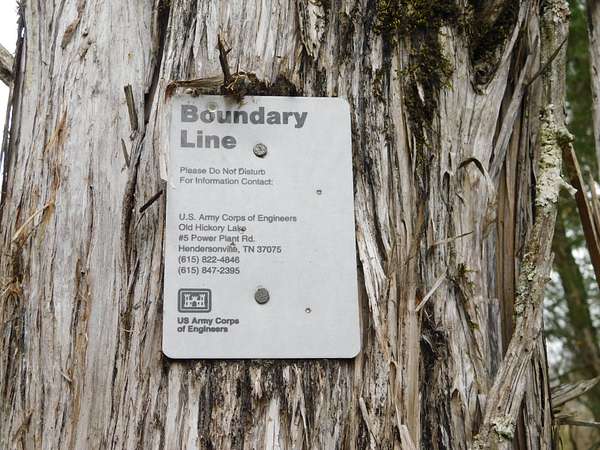 Boundary
Line
Please Do Not Disturb
For Information Contact:
U.S. Army Corps of Engineers
Old Hickory Lake
#5 Power Plant Rd.
Hendersonville, TN 37075
(615) 822-4846
(615) 847-2395
US Army Corps
of Engineers